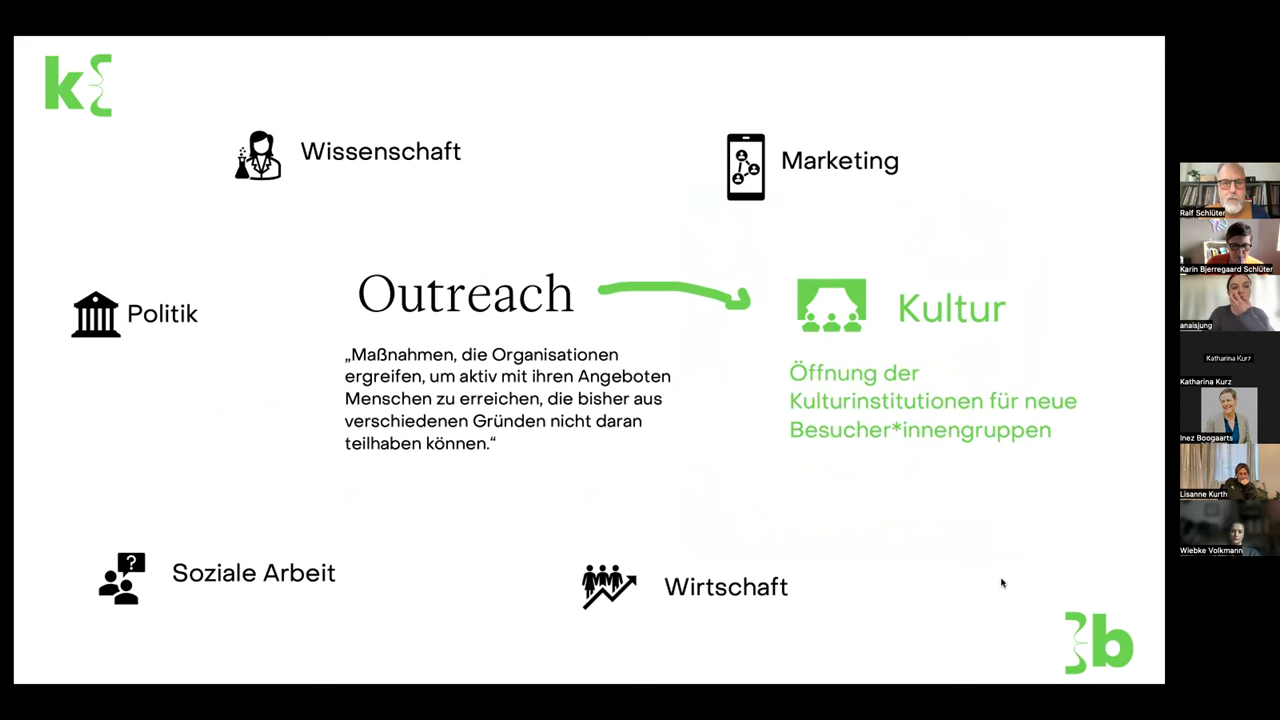 k
Wissenschaft
Marketing
Politik
Outreach
Kultur
„Maßnahmen, die Organisationen
ergreifen, um aktiv mit ihren Angeboten
Menschen zu erreichen, die bisher aus
verschiedenen Gründen nicht daran
teilhaben können.“
Öffnung der
Kulturinstitutionen für neue
Besucher*innengruppen
?
Soziale Arbeit
Wirtschaft
b
Ralf Schlüter
Karin Bjerregaard Schlüter
anaisjung
Katharina Kurz
Katharina Kurz
Inez Boogaarts
Lisanne Kurth
Wiebke Volkmann